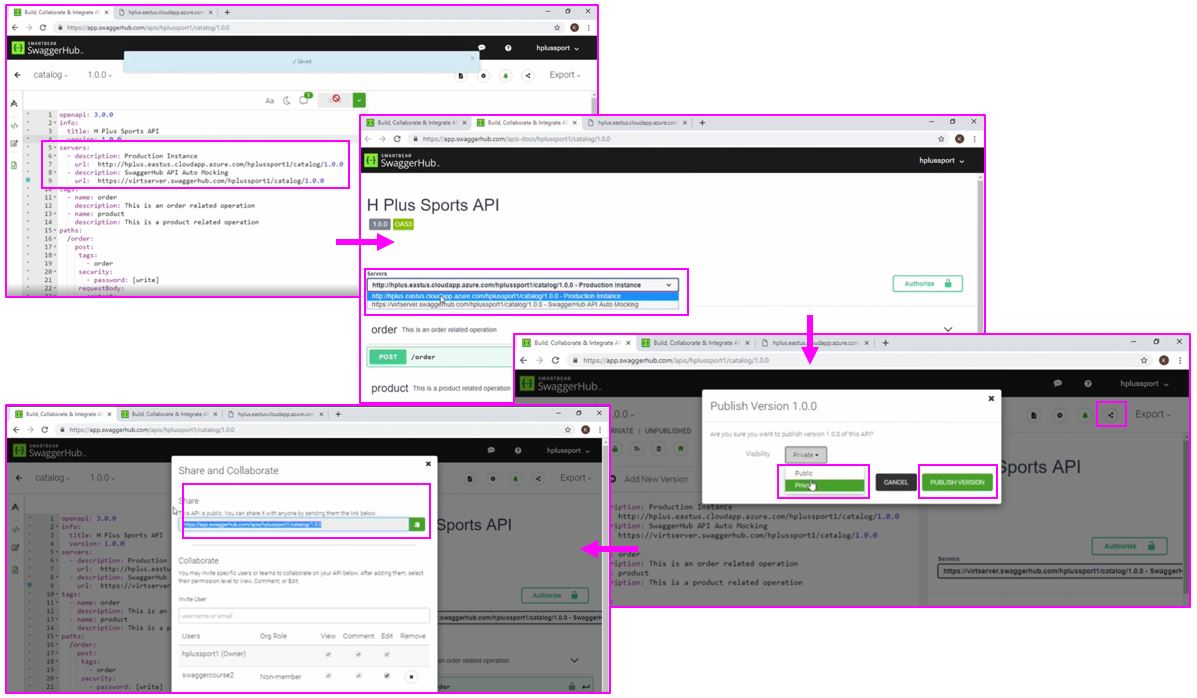 Build, Collaborate & Integrate AP
hplus.eastus.cloudapp.azure.com/
https://app.swaggerhub.com/apis/hplussport1/catalog/1.0.0
K
SMARTBEAR
SwaggerHub
hplussport
✓ Saved
catalog
1.0.0
Export
Aa
1
1 openapi: 3.0.0
2 info:
3 title: H Plus Sports API
4 version: 1.0.0
5 servers:
6 - description: Production Instance
7 url: http://hplus.eastus.cloudapp.azure.com/hplussport1/catalog/1.0.0
8 - description: SwaggerHub API Auto Mocking
9 url: https://virtserver.swaggerhub.com/hplussport1/catalog/1.0.0
10 tags:
11 - name: order
12 description: This is an order related operation
13 - name: product
14 description: This is a product related operation
15 paths:
16 /order:
17 post:
18 tags:
19 - order
20 security:
21 - password: [write]
22 requestBody:
Build, Collaborate & Integrate AP
Build, Collaborate & Integrate AP
hplus.eastus.cloudapp.azure.com/
https://app.swaggerhub.com/apis-docs/hplussport1/catalog/1.0.0
K
SMARTBEAR
SwaggerHub
hplussport
H Plus Sports API
1.0.0 OAS3
Servers
http://hplus.eastus.cloudapp.azure.com/hplussport1/catalog/1.0.0 - Production Instance
http://hplus.eastus.cloudapp.azure.com/hplussport1/catalog/1.0.0 - Production Instance
https://virtserver.swaggerhub.com/hplussport1/catalog/1.0.0 - SwaggerHub API Auto Mocking
Authorize
order This is an order related operation
POST /order
product This is a product related operation
Build, Collaborate & Integrate AP
Build, Collaborate & Integrate AP
hplus.eastus.cloudapp.azure.com/
https://app.swaggerhub.com/apis/hplussport1/catalog/1.0.0
K
SMARTBEAR
SwaggerHub
hplussport
.0.0
Export
PRIVATE | UNPUBLISHED
Add New Version
Publish Version 1.0.0
Are you sure you want to publish version 1.0.0 of this API?
Visibility
Private
Public
Private
CANCEL
PUBLISH VERSION
Sports API
description: Production Instance
/hplussport1/catalog/1.0.0
description: SwaggerHub API Auto Mocking
https://virtserver.swaggerhub.com/hplussport1/catalog/1.0.0
order
description: This is an order related operation
product
description: This is a product related operation
Authorize
Servers
https://virtserver.swaggerhub.com/hplussport1/catalog/1.0.0 - SwaggerH
Build, Collaborate & Integrate AP
Build, Collaborate & Integrate AP
hplus.eastus.cloudapp.azure.com/
https://app.swaggerhub.com/apis/hplussport1/catalog/1.0.0
K
SMARTBEAR
SwaggerHub
hplussport
catalog
1.0.0
Export
1 openapi: 3.0.0
2 info:
3 title: H Plus Sports
4 version: 1.0.0
5 servers:
6 - description: Production
7 url: http://hplus.
8 - description: Swagger
9 url: https://virtserver
10 tags:
11 - name: order
12 description: This is an
13 - name: product
14 description: This is a p
15 paths:
16 /order:
17 post:
18 tags:
19 - order
20 security:
21 - password: [write]
Share and Collaborate
Share
This API is public. You can share it with anyone by sending them the link below:
https://app.swaggerhub.com/apis/hplussport1/catalog/1.0.0
Collaborate
You may invite specific users or teams to collaborate on your API below. After adding them, select
their permission level to View, Comment, or Edit.
Invite User
username or email
Users Org Role View Comment Edit Remove
hplussport1 (Owner)
swaggercourse2 Non-member
Sports API
Authorize
order related operation
/order